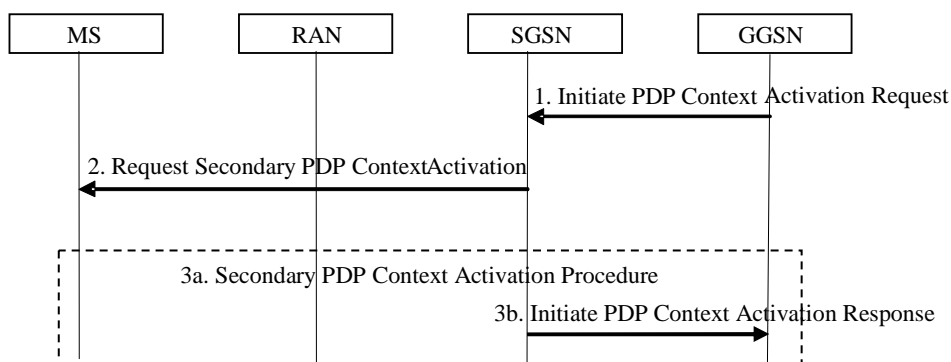 MS
RAN
SGSN
GGSN
1. Initiate PDP Context Activation Request
2. Request Secondary PDP ContextActivation
3a. Secondary PDP Context Activation Procedure
3b. Initiate PDP Context Activation Response